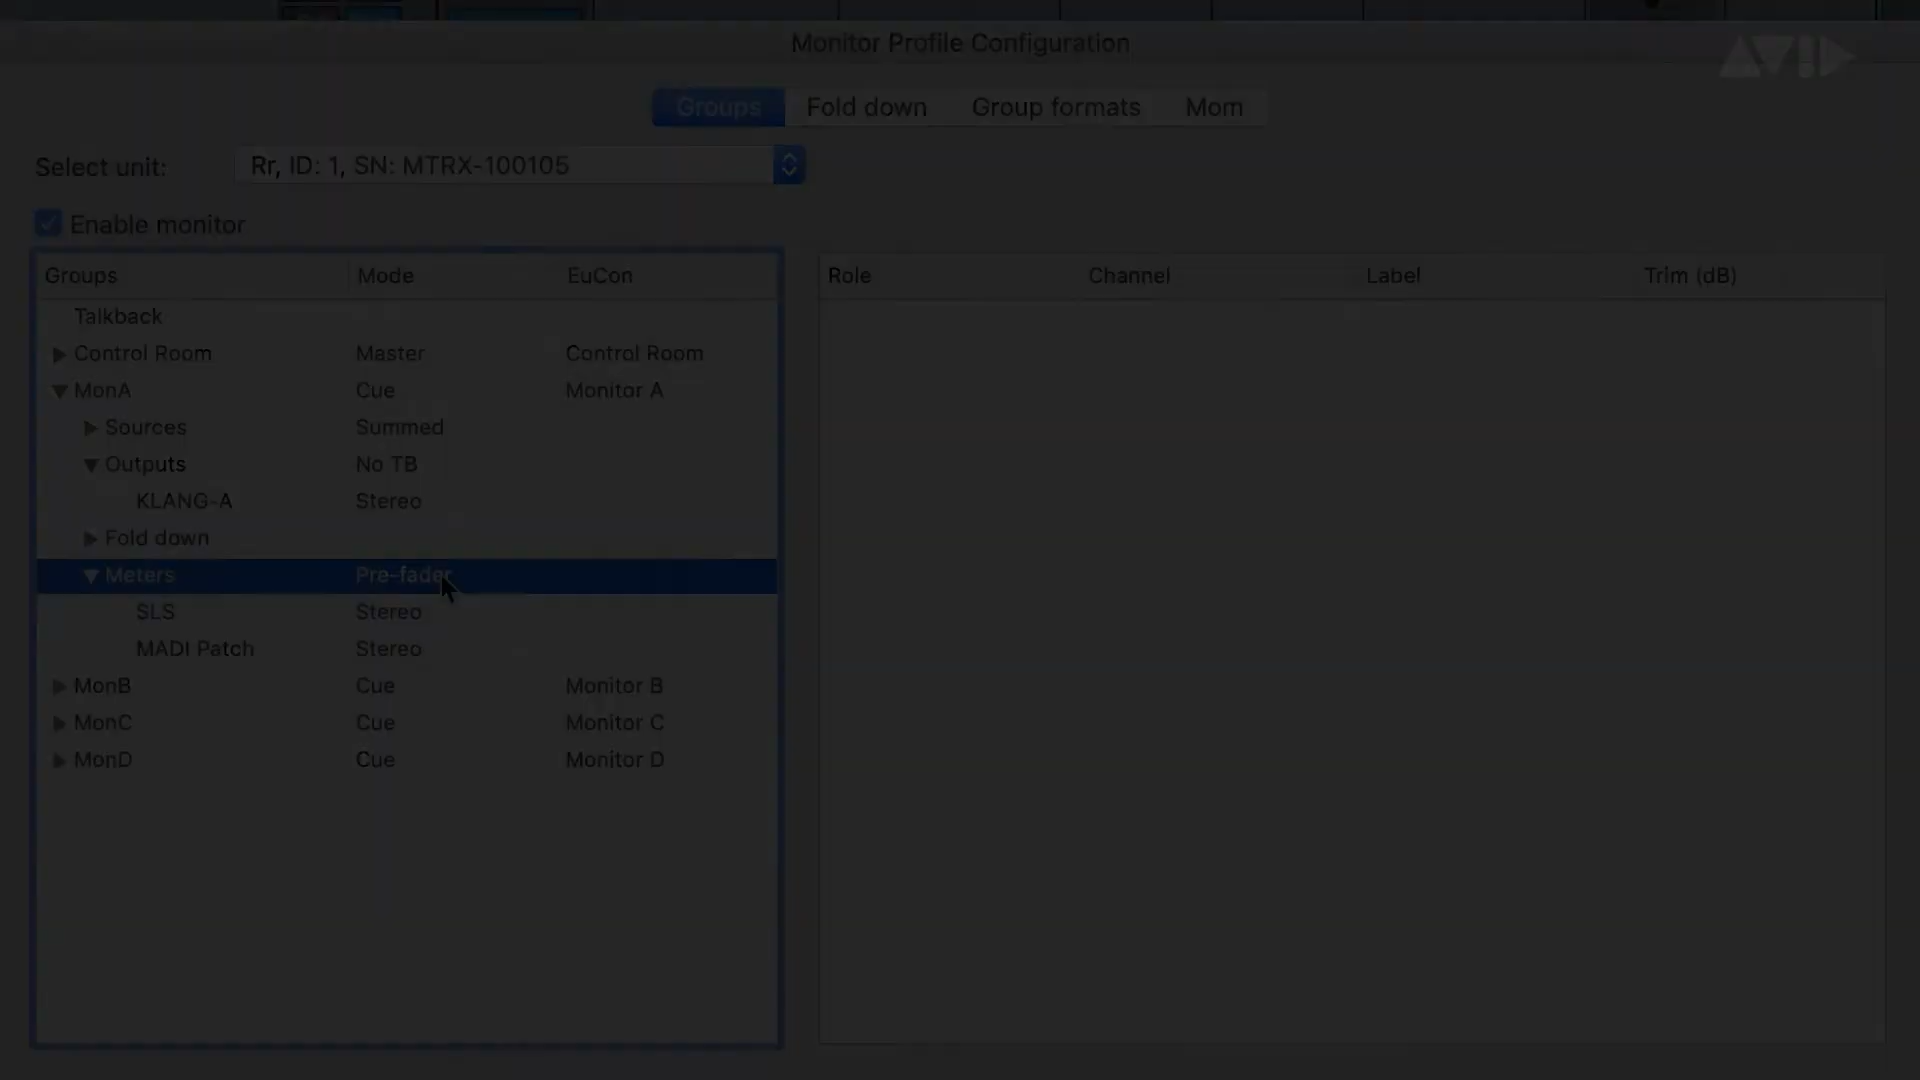 Monitor Profile Configuration
AVID
Groups Fold down Group formats Mom
Select unit: Rr, ID: 1, SN: MTRX-100105
Enable monitor
Groups Mode EuCon Role Channel Label Trim (dB)
Talkback
Control Room Master Control Room
MonA Cue Monitor A
Sources Summed
Outputs No TB
KLANG-A Stereo
Fold down
Meters Pre-fader
SLS Stereo
MADI Patch Stereo
MonB Cue Monitor B
MonC Cue Monitor C
MonD Cue Monitor D